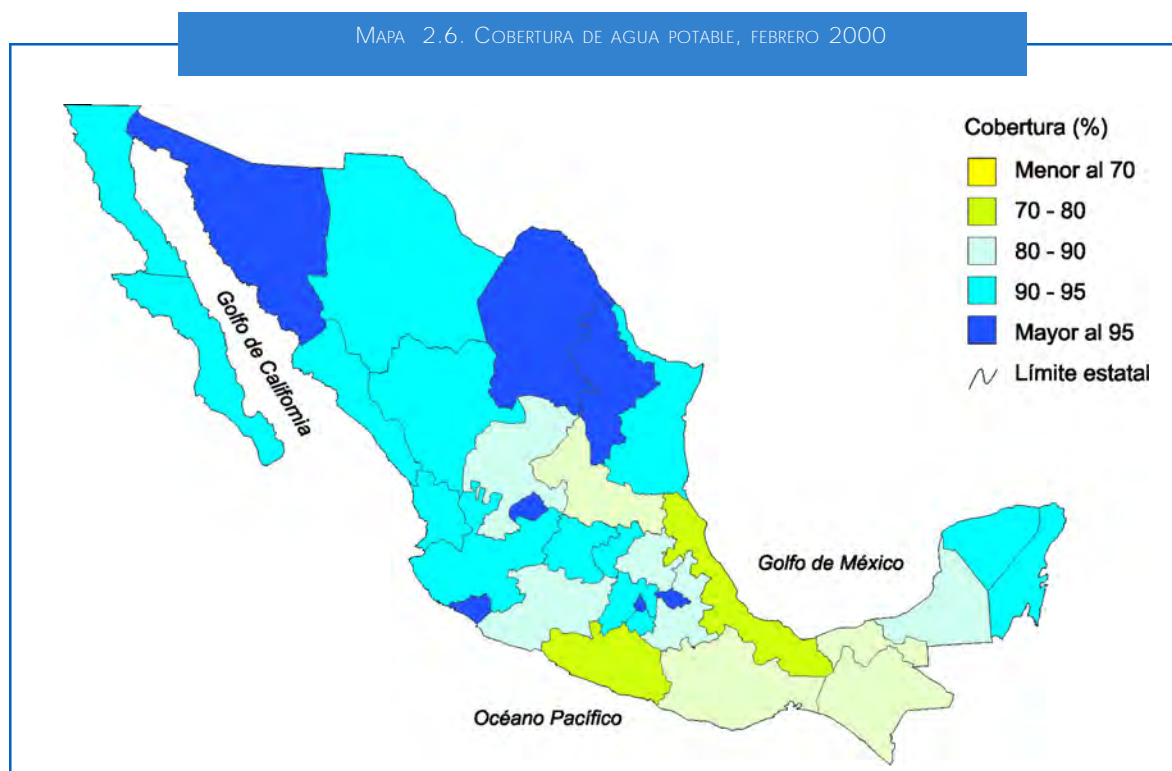 MAPA 2.6. COBERTURA DE AGUA POTABLE, FEBRERO 2000
Cobertura (%)
Menor al 70
70 - 80
80 - 90
90 - 95
Mayor al 95
Límite estatal
Golfo de California
Golfo de México
Océano Pacífico